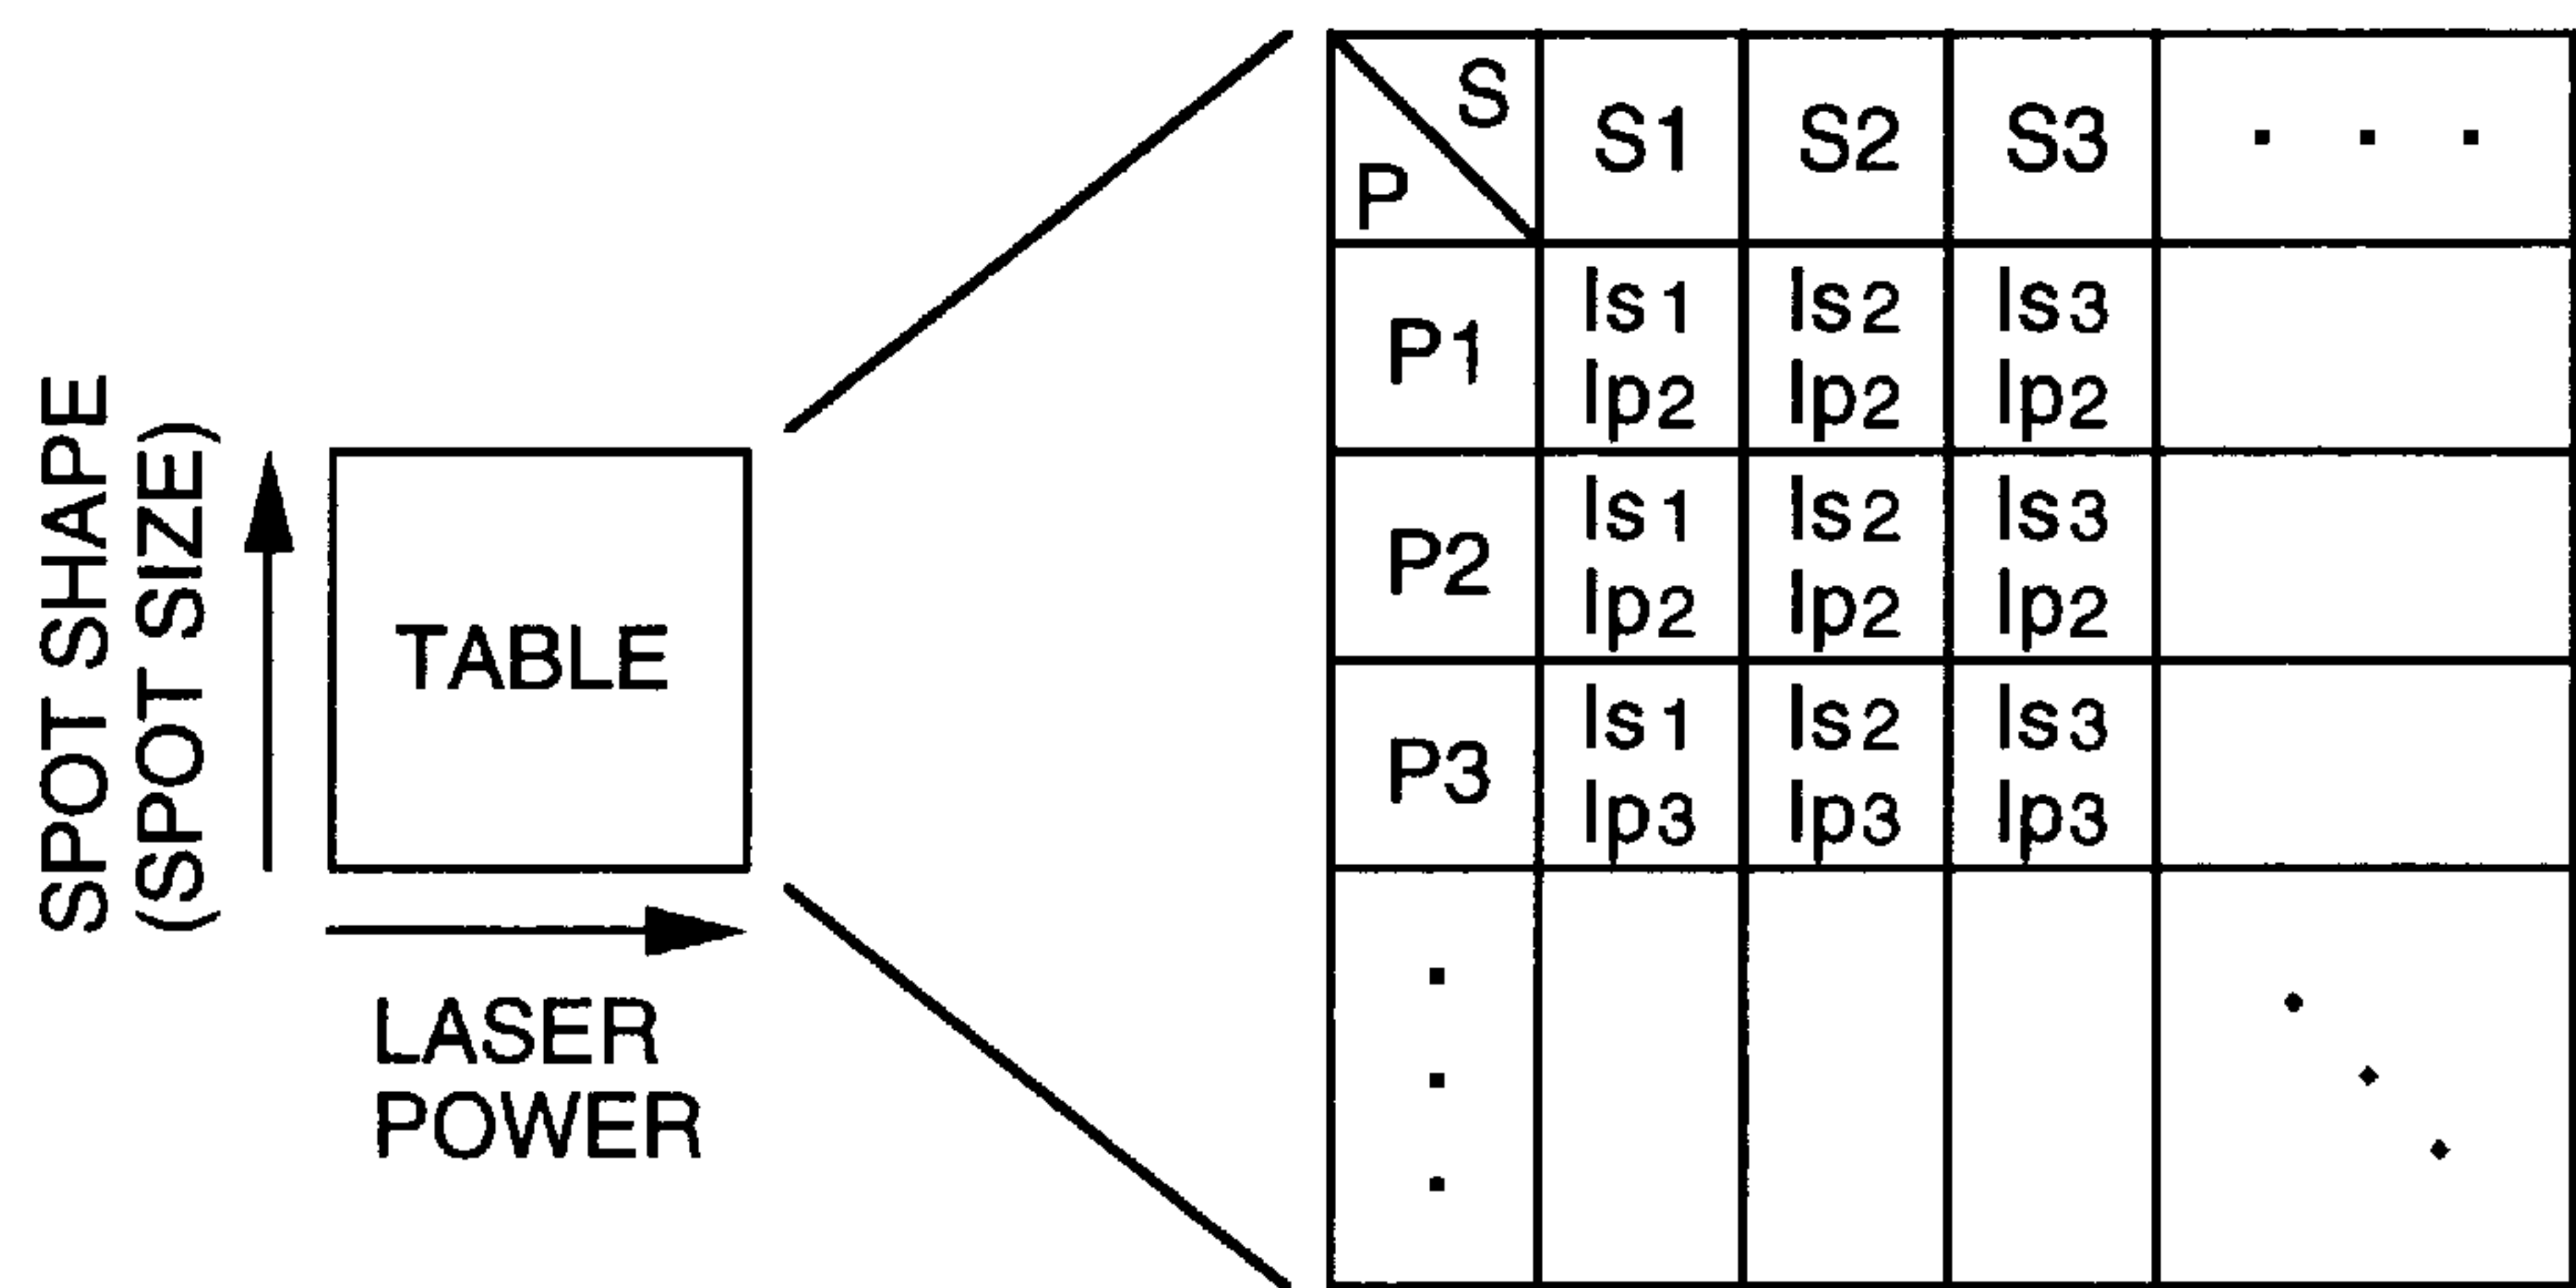 SPOT SHAPE
(SPOT SIZE)
TABLE
LASER
POWER
S
P
S1 S2 S3 . . .
P1
Is1 Is2 Is3
Ip2 Ip2 Ip2
P2
Is1 Is2 Is3
Ip2 Ip2 Ip2
P3
Is1 Is2 Is3
Ip3 Ip3 Ip3